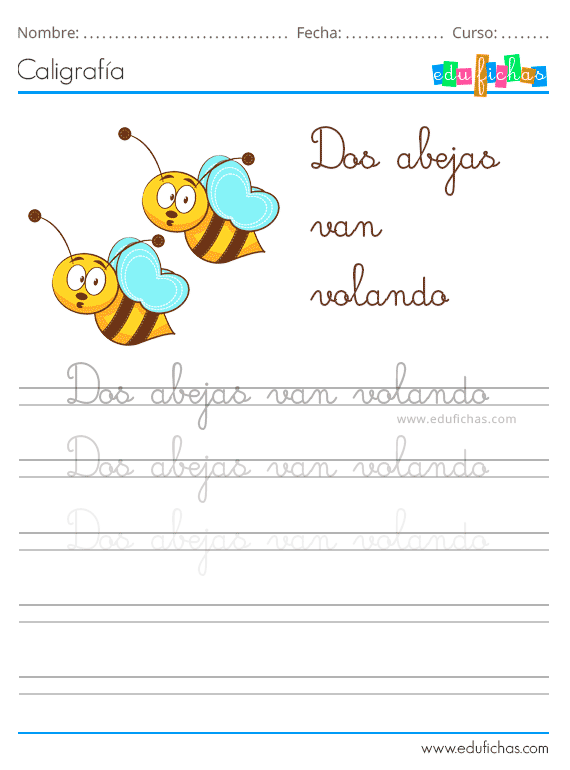 Nombre: ................................ Fecha: ................ Curso: ........
Caligrafía
edufichas
Dos abejas
van
volando
Dos abejas van volando
www.edufichas.com
Dos abejas van volando
Dos abejas van volando
www.edufichas.com